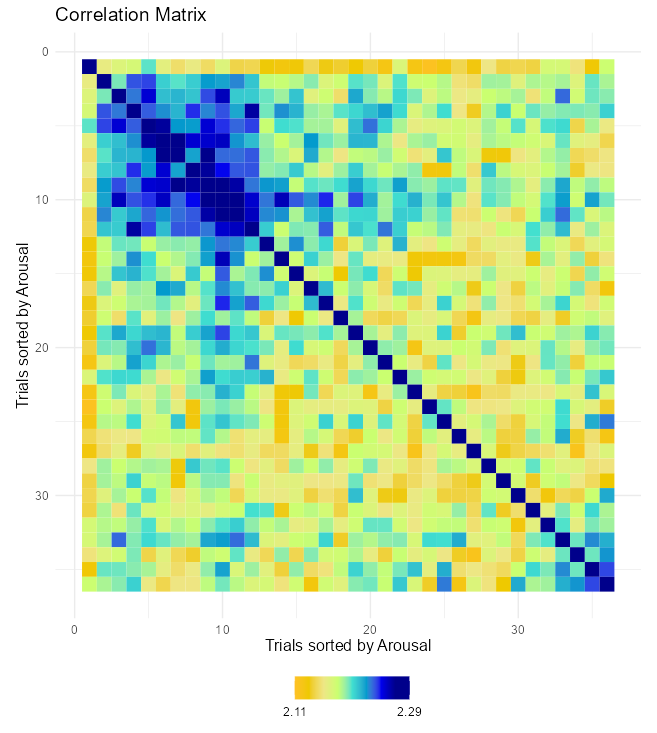 Correlation Matrix
0
10
20
30
Trials sorted by Arousal
0 10 20 30
Trials sorted by Arousal
2.11 2.29